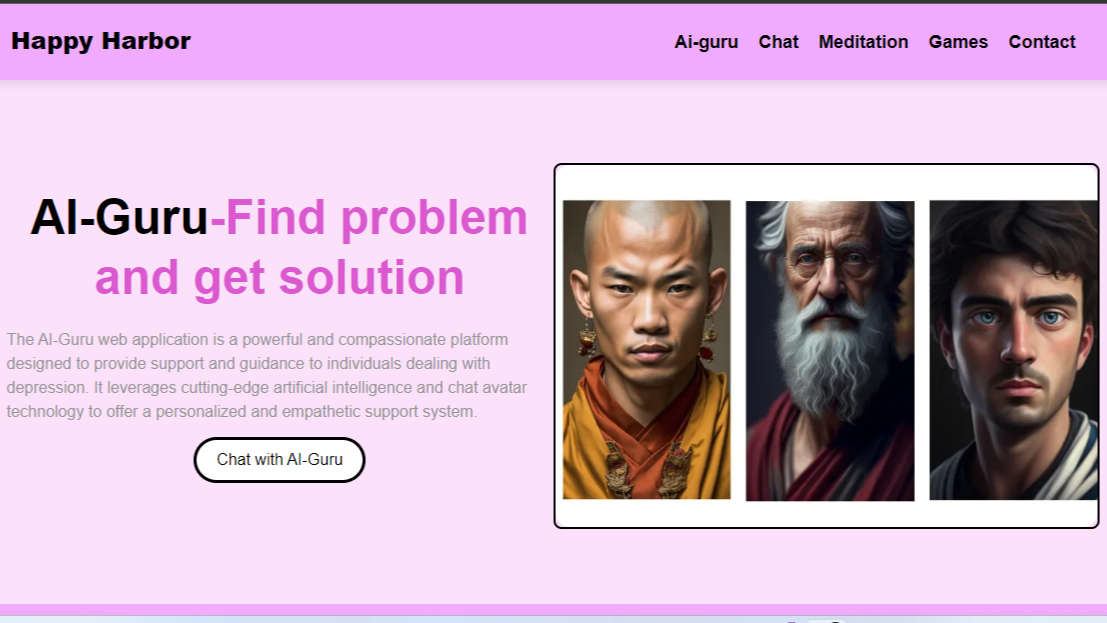 Happy Harbor
Ai-guru Chat Meditation Games Contact
AI-Guru-Find problem
and get solution
The AI-Guru web application is a powerful and compassionate platform
designed to provide support and guidance to individuals dealing with
depression. It leverages cutting-edge artificial intelligence and chat avatar
technology to offer a personalized and empathetic support system.
Chat with AI-Guru